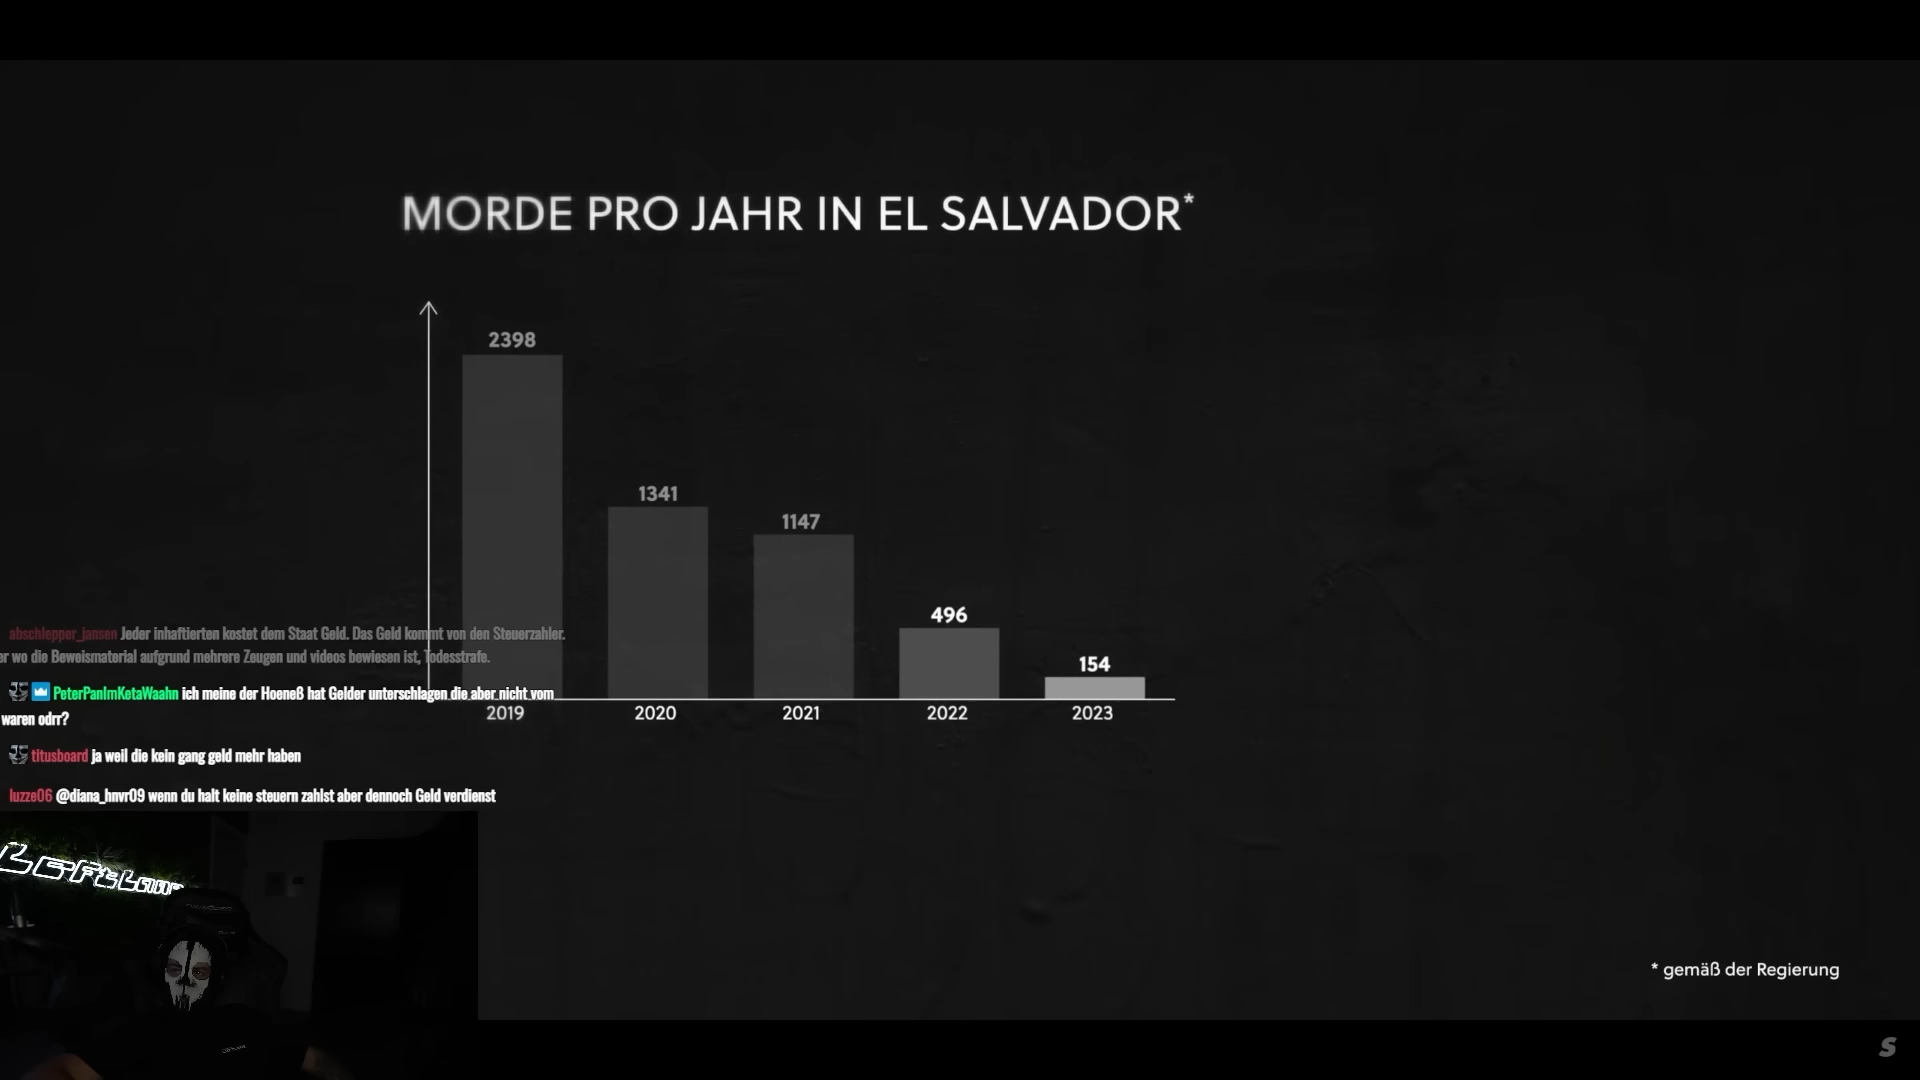 MORDE PRO JAHR IN EL SALVADOR*
2398
1341
1147
496
154
2019 2020 2021 2022 2023
abschlepper_jansen Jeder inhaftierten kostet dem Staat Geld. Das Geld kommt von den Steuerzahler.
er wo die Beweismaterial aufgrund mehrere Zeugen und videos bewiesen ist, Todesstrafe.
PeterPanImKetaWaahn ich meine der Hoeneß hat Gelder unterschlagen die aber nicht vom
waren odrr?
titusboard ja weil die kein gang geld mehr haben
luzze06 @diana_hnvr09 wenn du halt keine steuern zahlst aber dennoch Geld verdienst
* gemäß der Regierung
S